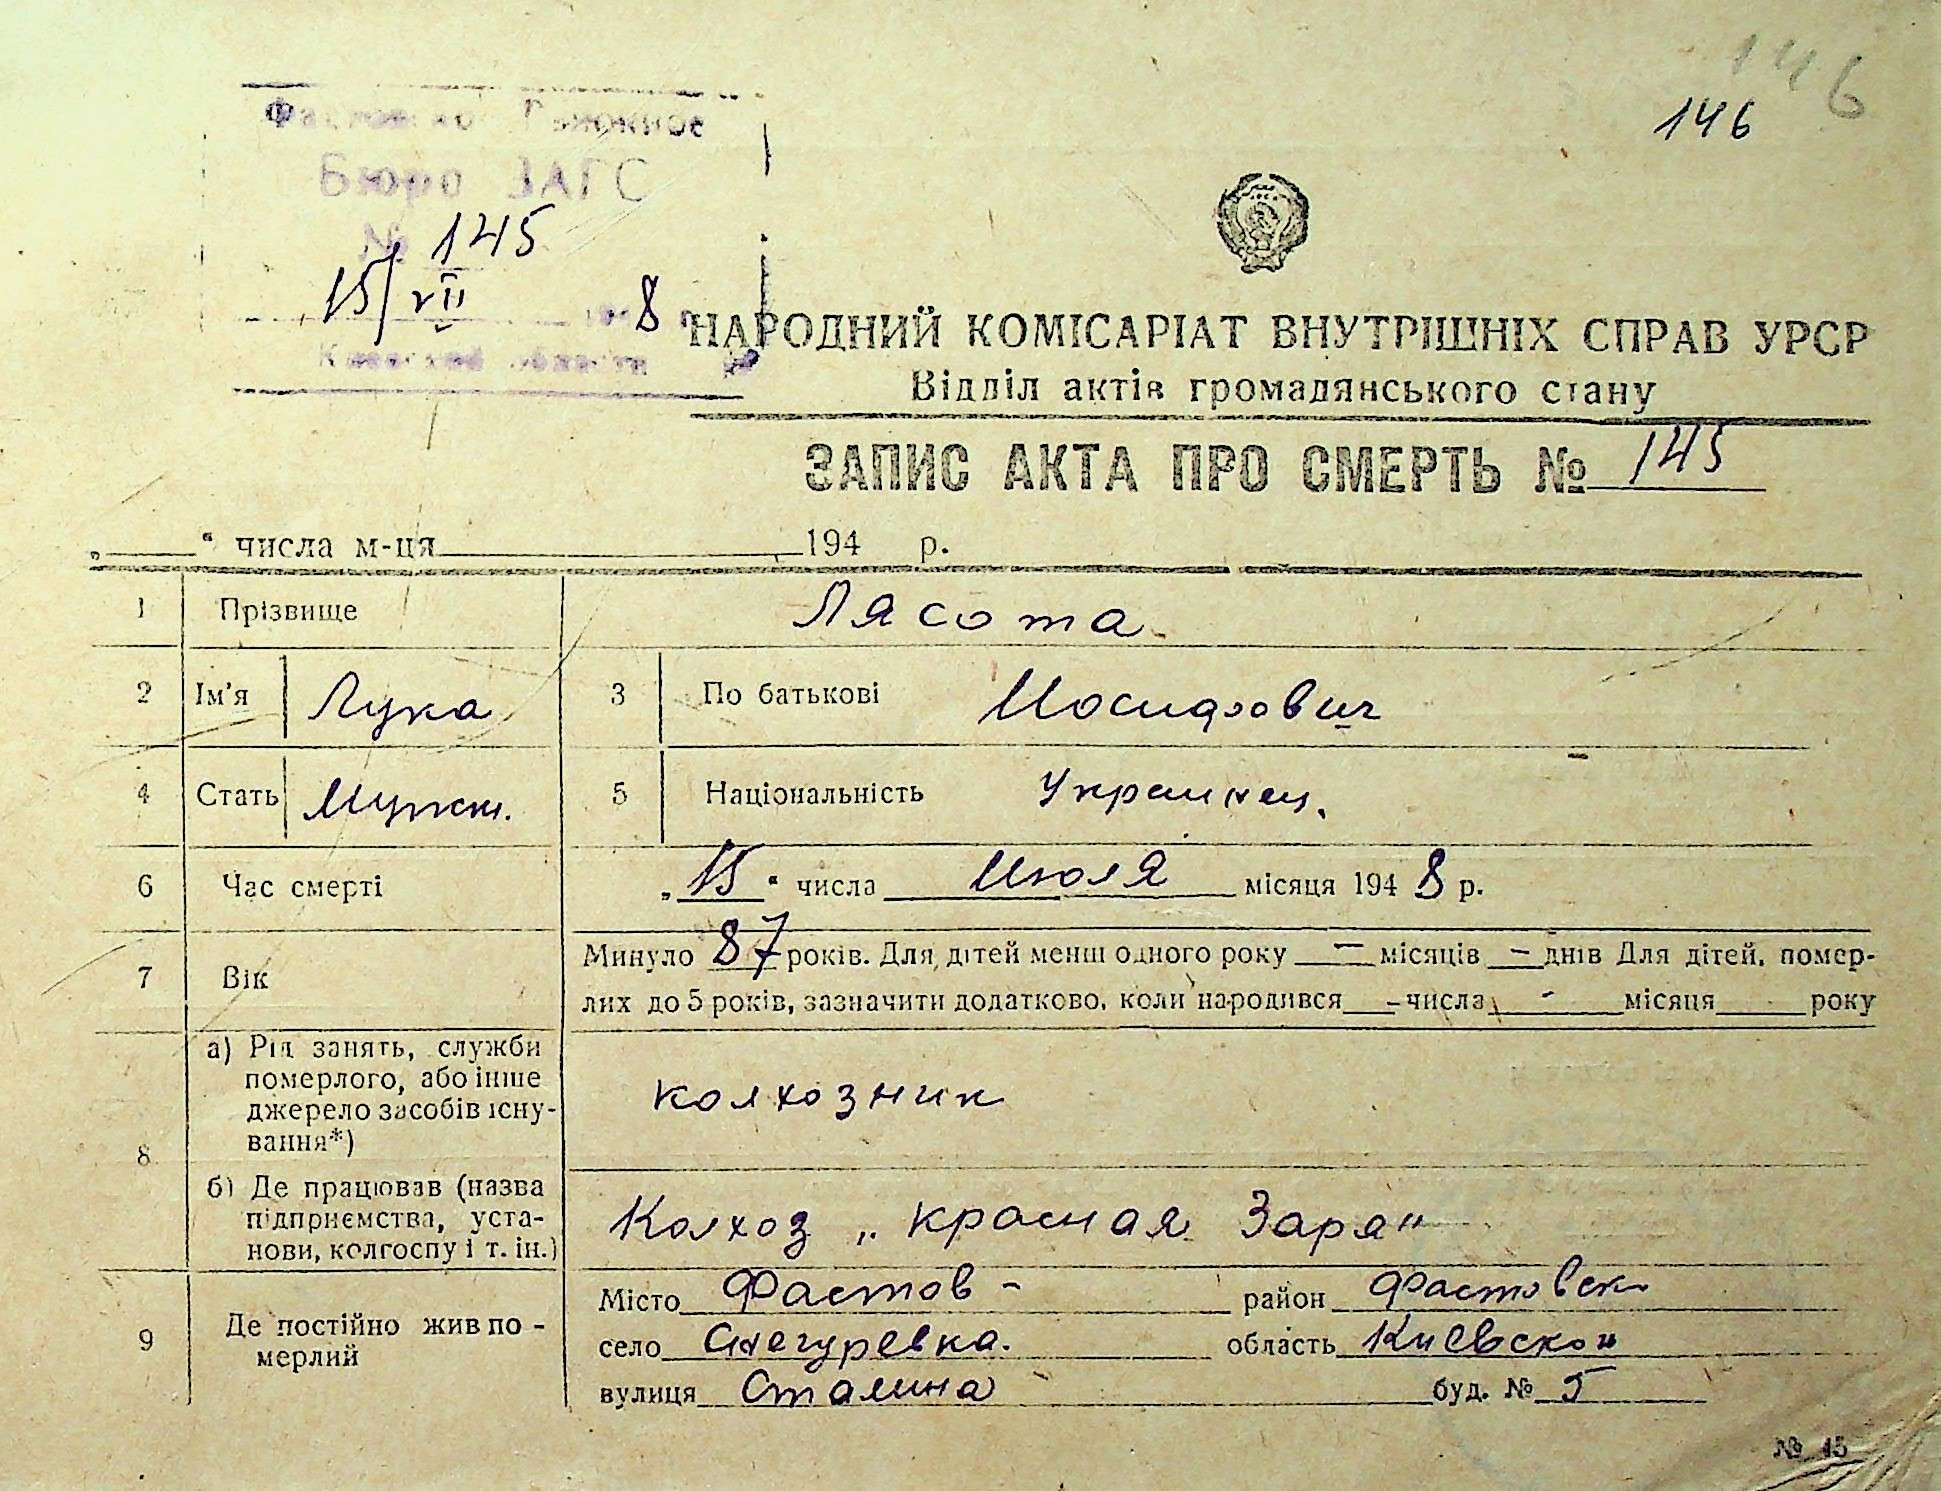 146
146
Фастовское Районное
Бюро ЗАГС
№ 145
15/VII 8
Киевской области
НАРОДНИЙ КОМІСАРІАТ ВНУТРІШНІХ СПРАВ УРСР
Відділ актів громадянського стану
ЗАПИС АКТА ПРО СМЕРТЬ № 145
„ “ числа м-ця 194 р.
1 Прізвище Лясота
2 Ім’я Лука 3 По батькові Иосифович
4 Стать Мужск. 5 Національність Украинец.
6 Час смерті „15“ числа Июля місяця 1948 р.
7 Вік Минуло 87 років. Для дітей менш одного року — місяців — днів Для дітей, помер-
лих до 5 років, зазначити додатково, коли народився - числа - місяця року
8 а) Рід занять, служби
померлого, або інше
джерело засобів існу-
вання*) колхозник
б) Де працював (назва
підприємства, уста-
нови, колгоспу і т. ін.) Колхоз „Красная Заря“
9 Де постійно жив по-
мерлий
Місто Фастов - район Фастовск
село Снегуревка. область Киевской
вулиця Сталина буд. № 5
№ 45